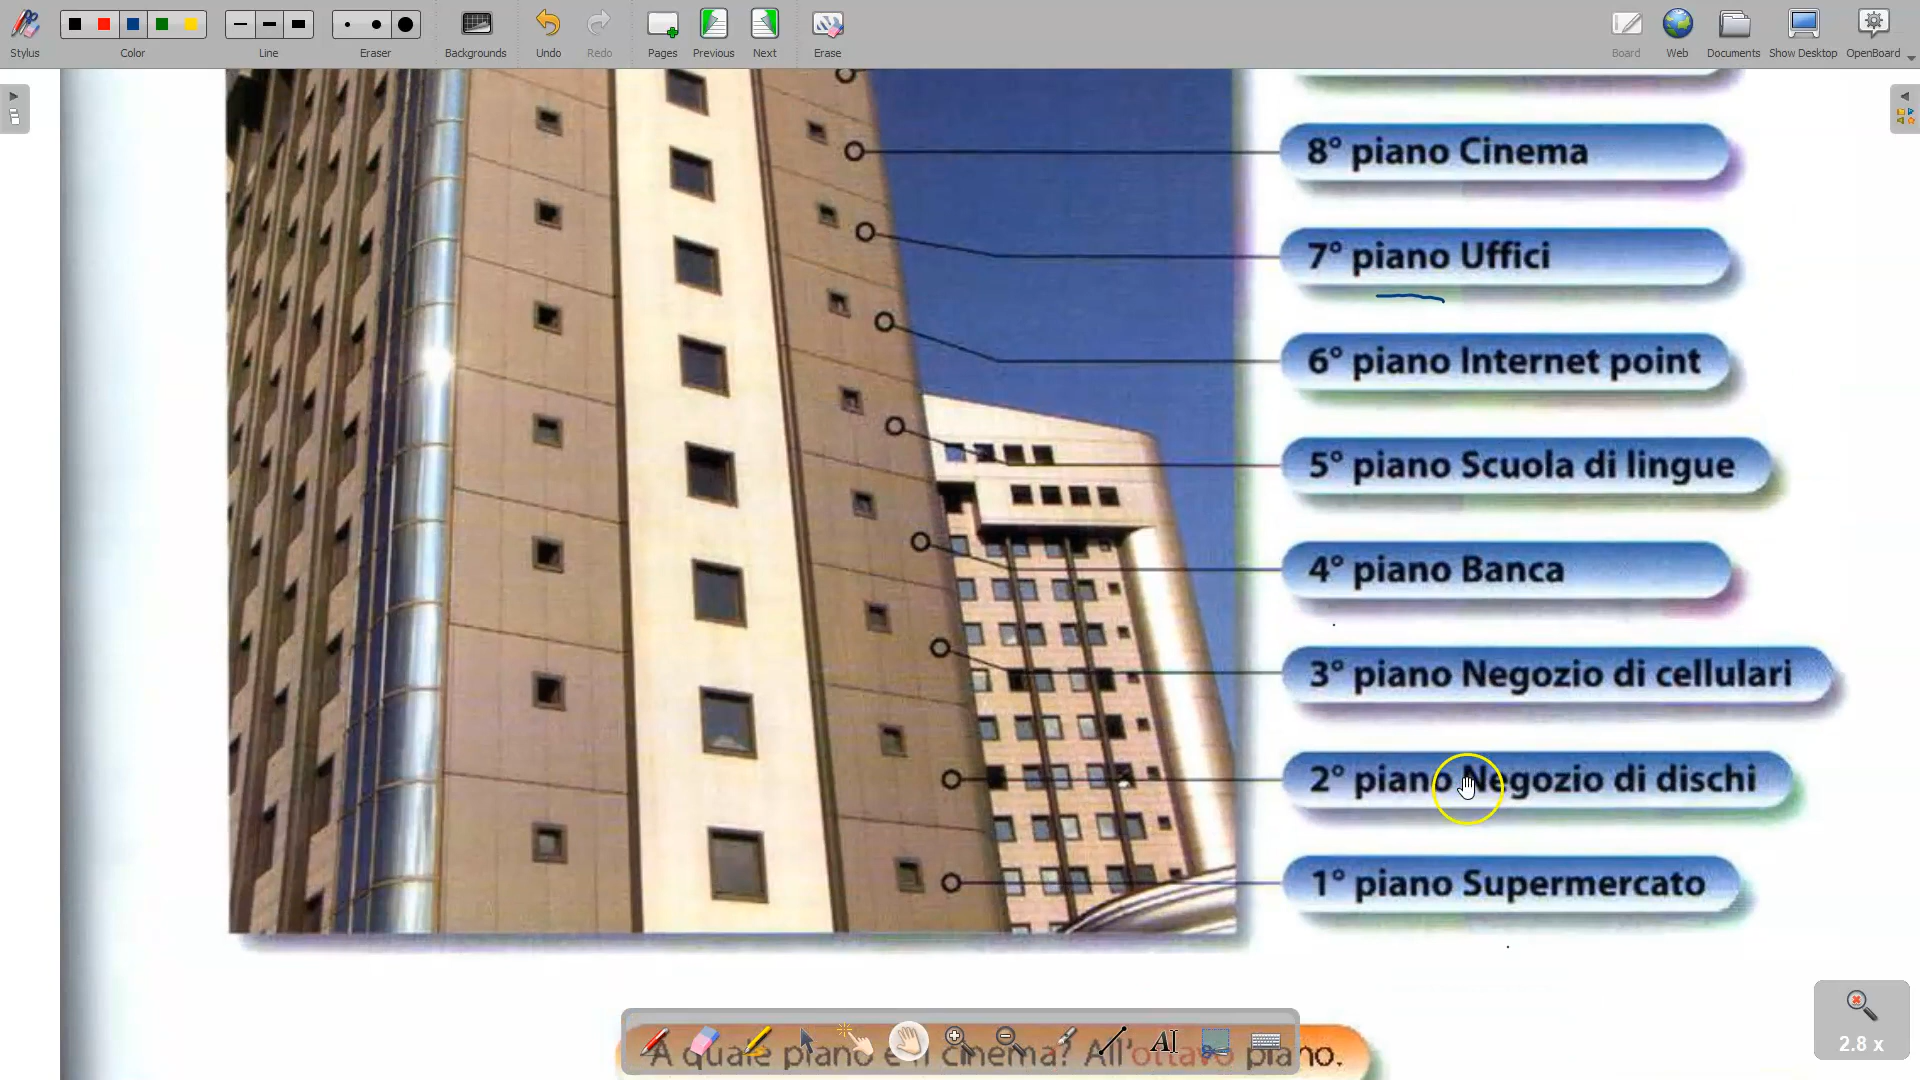 Stylus
Color
Line
Eraser
Backgrounds
Undo
Redo
Pages
Previous
Next
Erase
Board
Web
Documents
Show Desktop
OpenBoard
8° piano Cinema
7° piano Uffici
6° piano Internet point
5° piano Scuola di lingue
4° piano Banca
3° piano Negozio di cellulari
2° piano Negozio di dischi
1° piano Supermercato
A quale piano è il cinema? All'ottavo piano.
2.8 x